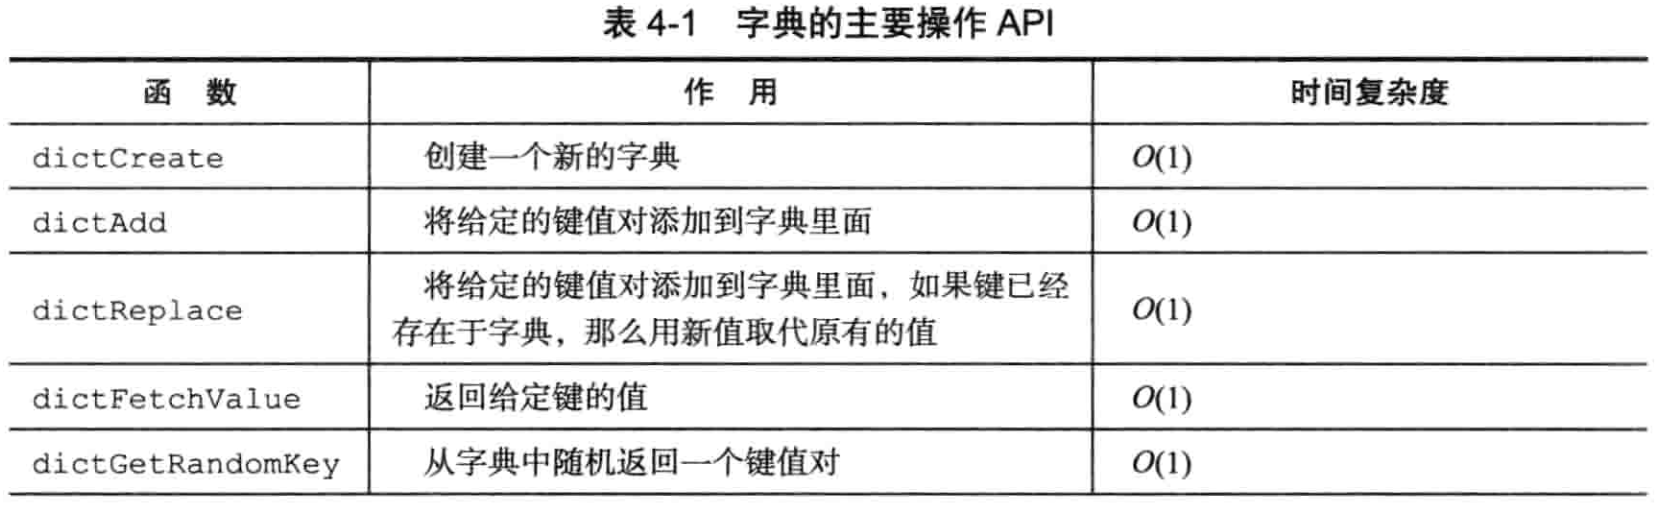 表 4-1 字典的主要操作 API
函 数 作 用 时间复杂度
dictCreate 创建一个新的字典 O(1)
dictAdd 将给定的键值对添加到字典里面 O(1)
dictReplace 将给定的键值对添加到字典里面，如果键已经
存在于字典，那么用新值取代原有的值 O(1)
dictFetchValue 返回给定键的值 O(1)
dictGetRandomKey 从字典中随机返回一个键值对 O(1)